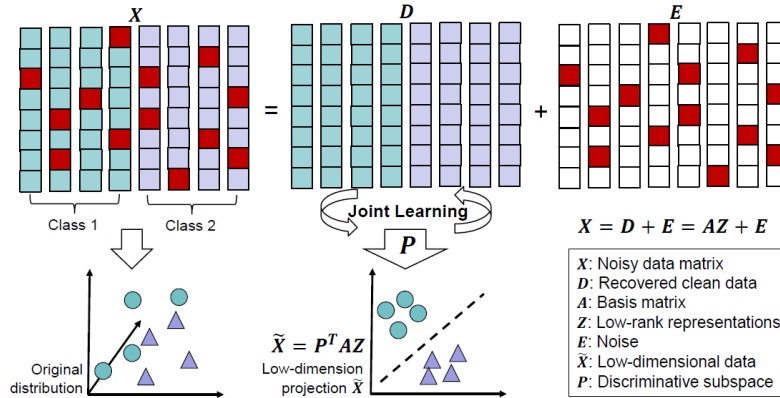 X
D
E
=
+
Class 1
Class 2
Joint Learning
P
X = D + E = AZ + E
Original
distribution
X̃ = PᵀAZ
Low-dimension
projection X̃
X: Noisy data matrix
D: Recovered clean data
A: Basis matrix
Z: Low-rank representations
E: Noise
X̃: Low-dimensional data
P: Discriminative subspace